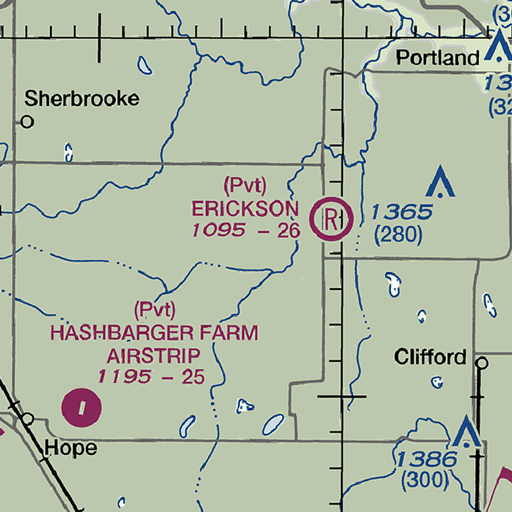 Portland
Sherbrooke
(Pvt)
ERICKSON
1095 - 26
R
1365
(280)
(Pvt)
HASHBARGER FARM
AIRSTRIP
1195 - 25
Clifford
Hope
1386
(300)